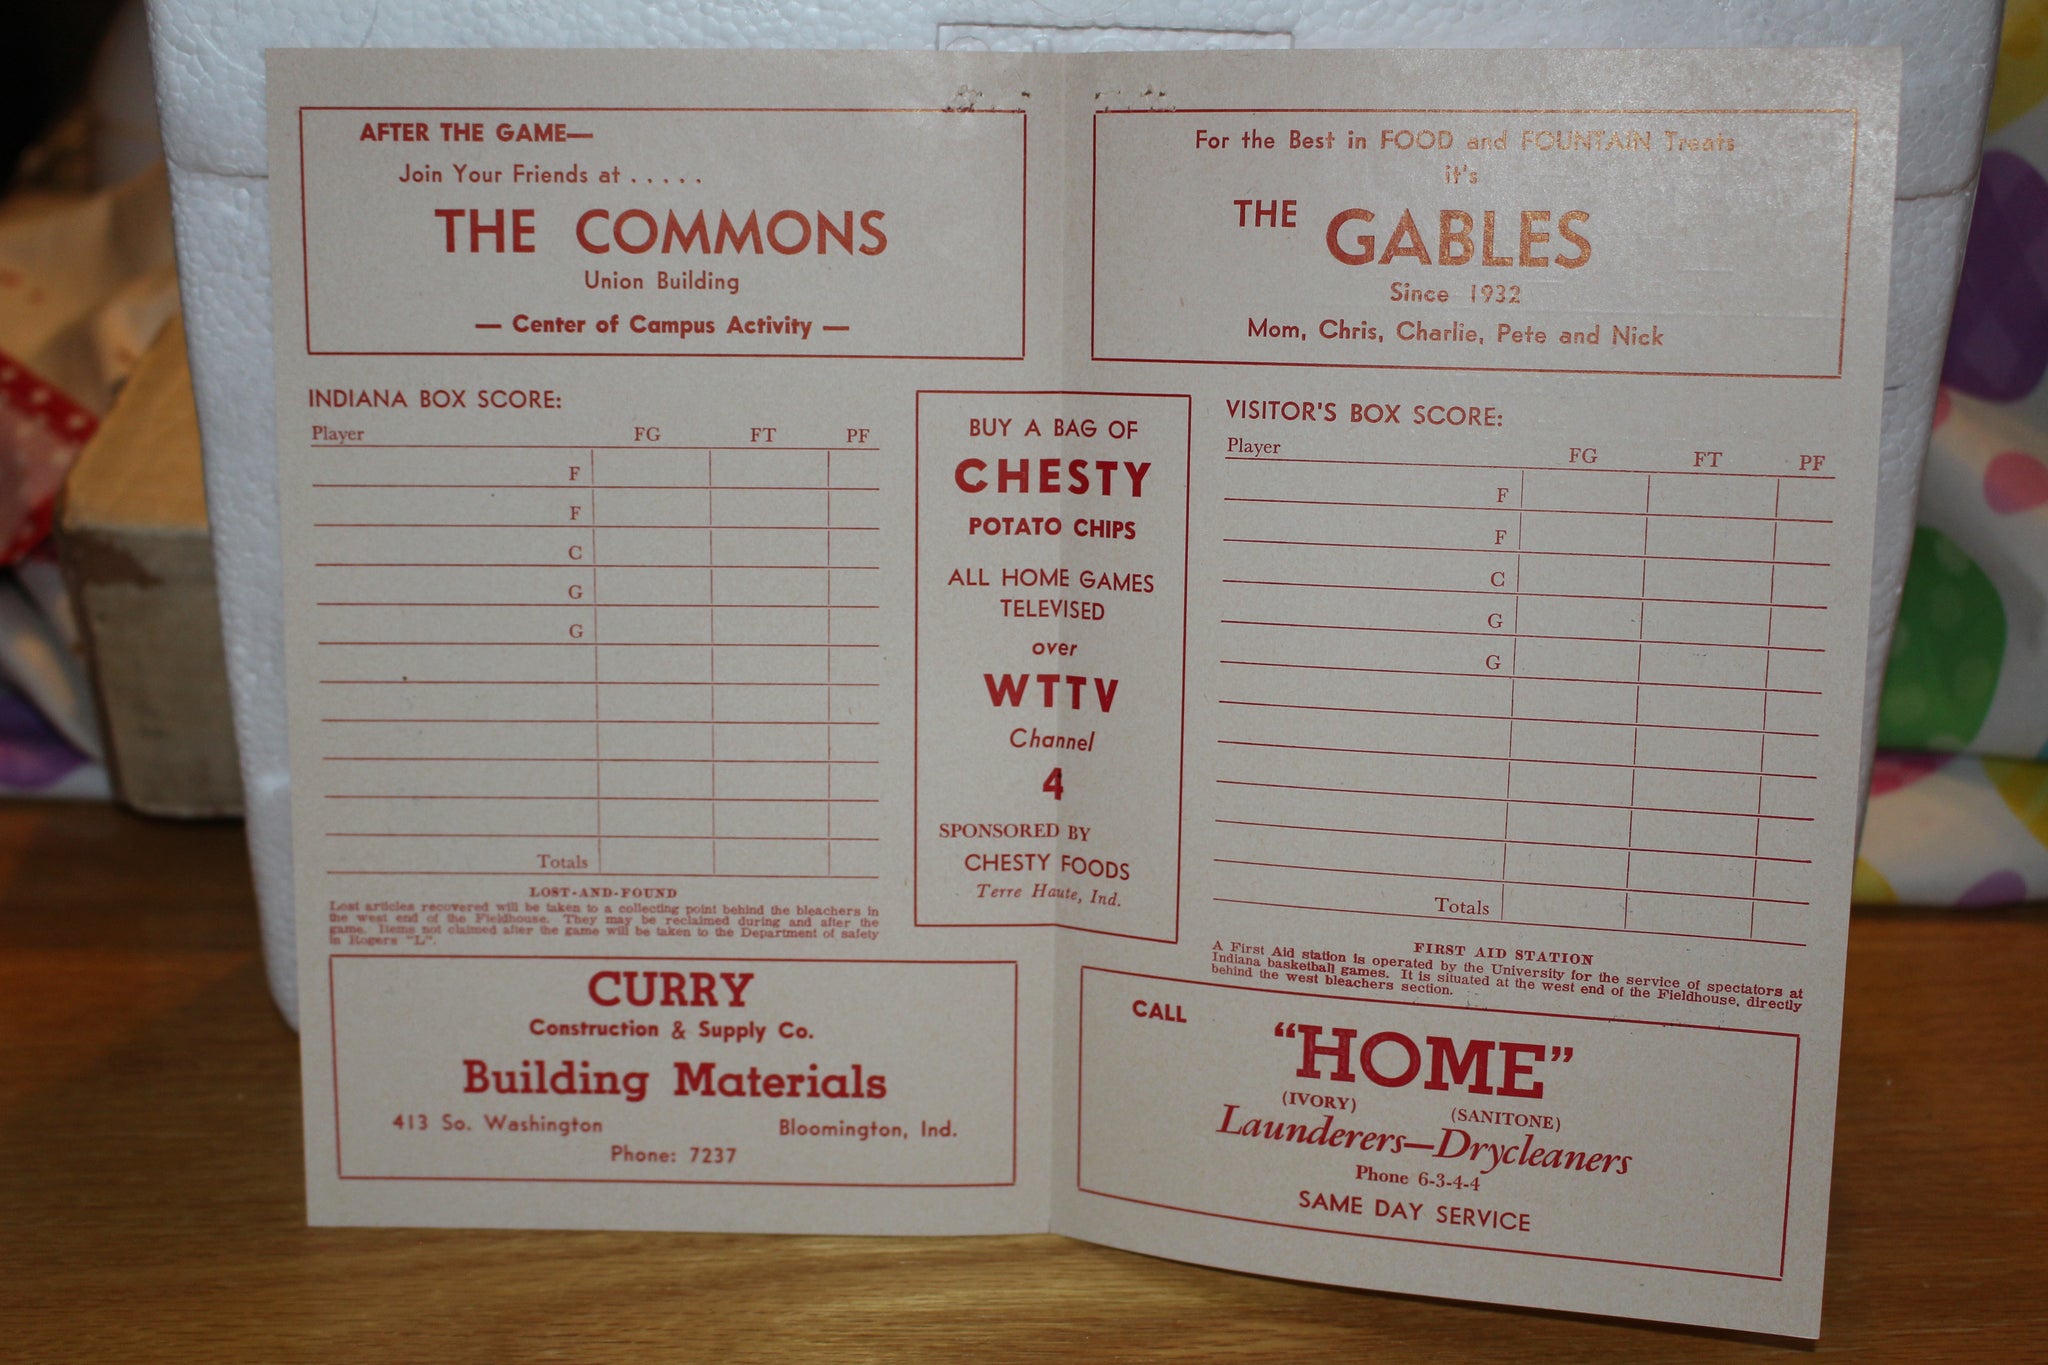 AFTER THE GAME—
Join Your Friends at . . . . .
THE COMMONS
Union Building
— Center of Campus Activity —
For the Best in FOOD and FOUNTAIN Treats
it's
THE GABLES
Since 1932
Mom, Chris, Charlie, Pete and Nick
INDIANA BOX SCORE:
Player FG FT PF
F
F
C
G
G
Totals
LOST-AND-FOUND
Lost articles recovered will be taken to a collecting point behind the bleachers in
the west end of the Fieldhouse. They may be reclaimed during and after the
game. Items not claimed after the game will be taken to the Department of safety
in Rogers "L".
BUY A BAG OF
CHESTY
POTATO CHIPS
ALL HOME GAMES
TELEVISED
over
WTTV
Channel
4
SPONSORED BY
CHESTY FOODS
Terre Haute, Ind.
VISITOR'S BOX SCORE:
Player FG FT PF
F
F
C
G
G
Totals
FIRST AID STATION
A First Aid station is operated by the University for the service of spectators at
Indiana basketball games. It is situated at the west end of the Fieldhouse, directly
behind the west bleachers section.
CURRY
Construction & Supply Co.
Building Materials
413 So. Washington Bloomington, Ind.
Phone: 7237
CALL
"HOME"
(IVORY) (SANITONE)
Launderers—Drycleaners
Phone 6-3-4-4
SAME DAY SERVICE